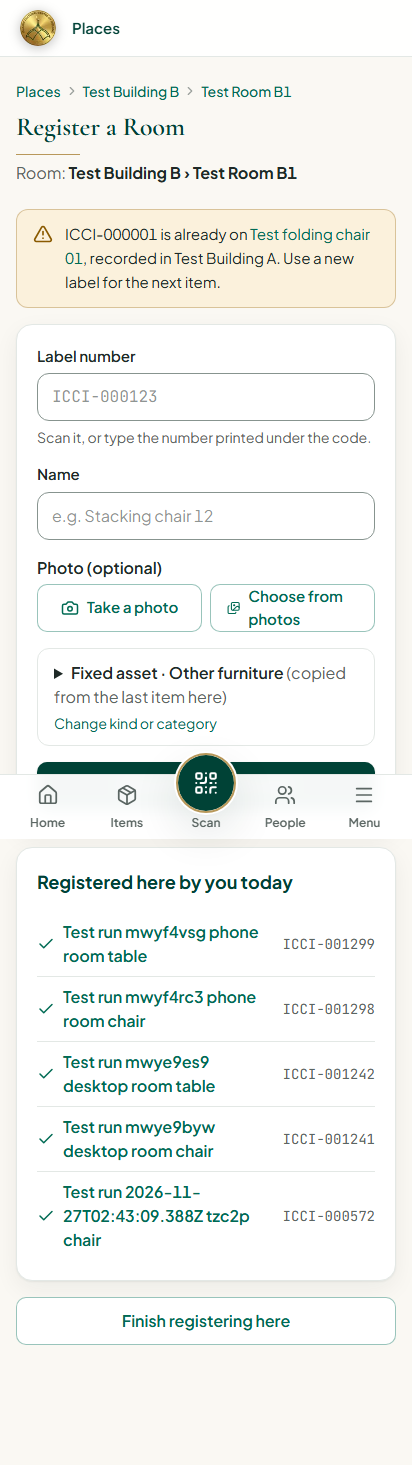 Places
Places > Test Building B > Test Room B1
Register a Room
Room: Test Building B › Test Room B1
ICCI-000001 is already on Test folding chair
01, recorded in Test Building A. Use a new
label for the next item.
Label number
ICCI-000123
Scan it, or type the number printed under the code.
Name
e.g. Stacking chair 12
Photo (optional)
Take a photo
Choose from
photos
Fixed asset · Other furniture (copied
from the last item here)
Change kind or category
Home
Items
Scan
People
Menu
Registered here by you today
Test run mwyf4vsg phone
room table
ICCI-001299
Test run mwyf4rc3 phone
room chair
ICCI-001298
Test run mwye9es9
desktop room table
ICCI-001242
Test run mwye9byw
desktop room chair
ICCI-001241
Test run 2026-11-
27T02:43:09.388Z tzc2p
chair
ICCI-000572
Finish registering here